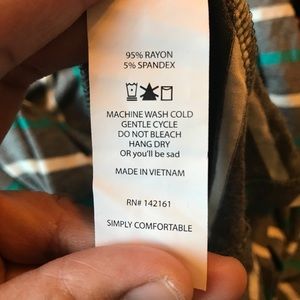 95% RAYON
5% SPANDEX
MACHINE WASH COLD
GENTLE CYCLE
DO NOT BLEACH
HANG DRY
OR you'll be sad
MADE IN VIETNAM
RN# 142161
SIMPLY COMFORTABLE